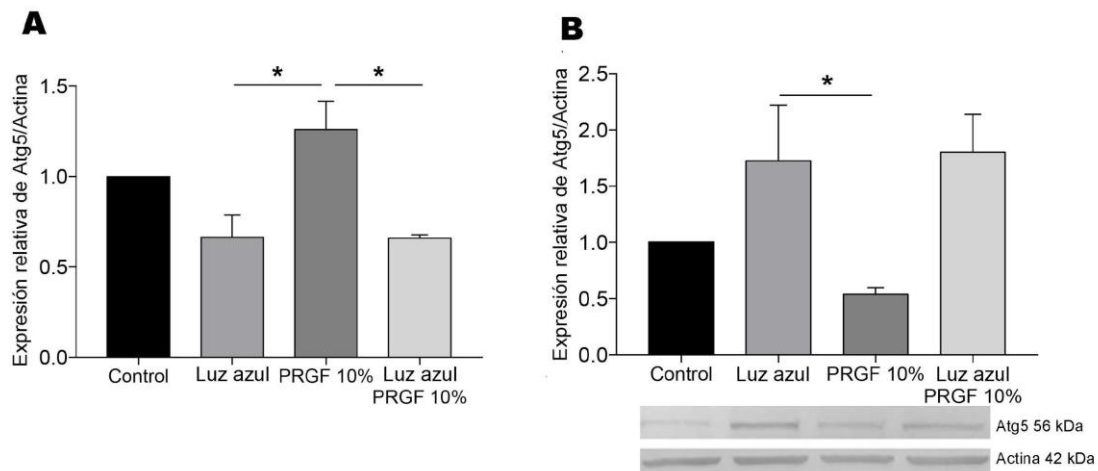 A
Expresión relativa de Atg5/Actina
1.5
1.0
0.5
0.0
*
*
Control
Luz azul
PRGF 10%
Luz azul
PRGF 10%
B
Expresión relativa de Atg5/Actina
2.5
2.0
1.5
1.0
0.5
0.0
*
Control
Luz azul
PRGF 10%
Luz azul
PRGF 10%
Atg5 56 kDa
Actina 42 kDa